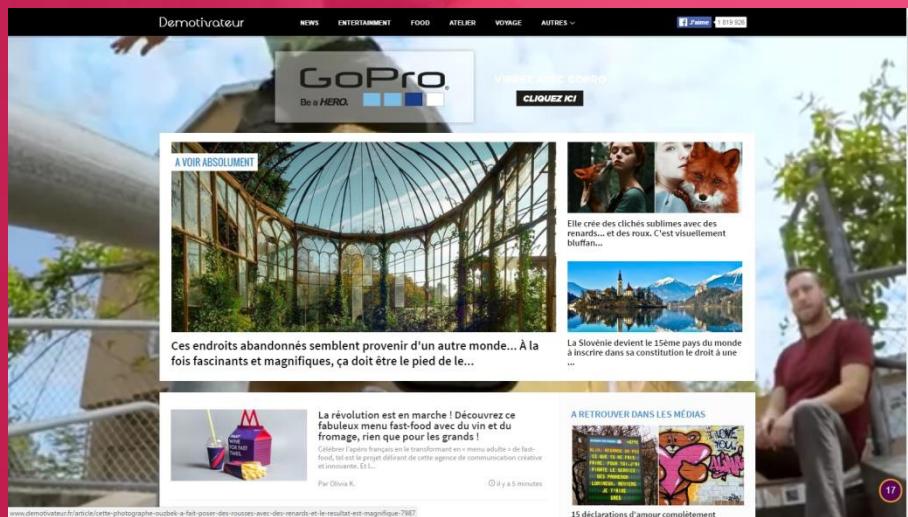 Demotivateur
NEWS ENTERTAINMENT FOOD ATELIER VOYAGE AUTRES
J'aime 1 819 926
GoPro
Be a HERO.
VIBREZ AVEC GOPRO
CLIQUEZ ICI
A VOIR ABSOLUMENT
Ces endroits abandonnés semblent provenir d'un autre monde... À la
fois fascinants et magnifiques, ça doit être le pied de le...
Elle crée des clichés sublimes avec des
renards... et des roux. C'est visuellement
bluffan...
La Slovénie devient le 15ème pays du monde
à inscrire dans sa constitution le droit à une
...
La révolution est en marche ! Découvrez ce
fabuleux menu fast-food avec du vin et du
fromage, rien que pour les grands !
Célébrer l'apéro français en le transformant en « menu adulte » de fast-
food, tel est le projet délirant de cette agence de communication créative
et innovante. Et l...
Par Olivia K.
il y a 5 minutes
A RETROUVER DANS LES MÉDIAS
15 déclarations d'amour complètement
www.demotivateur.fr/article/cette-photographe-ouzbek-a-fait-poser-des-rousses-avec-des-renards-et-le-resultat-est-magnifique-7987
17